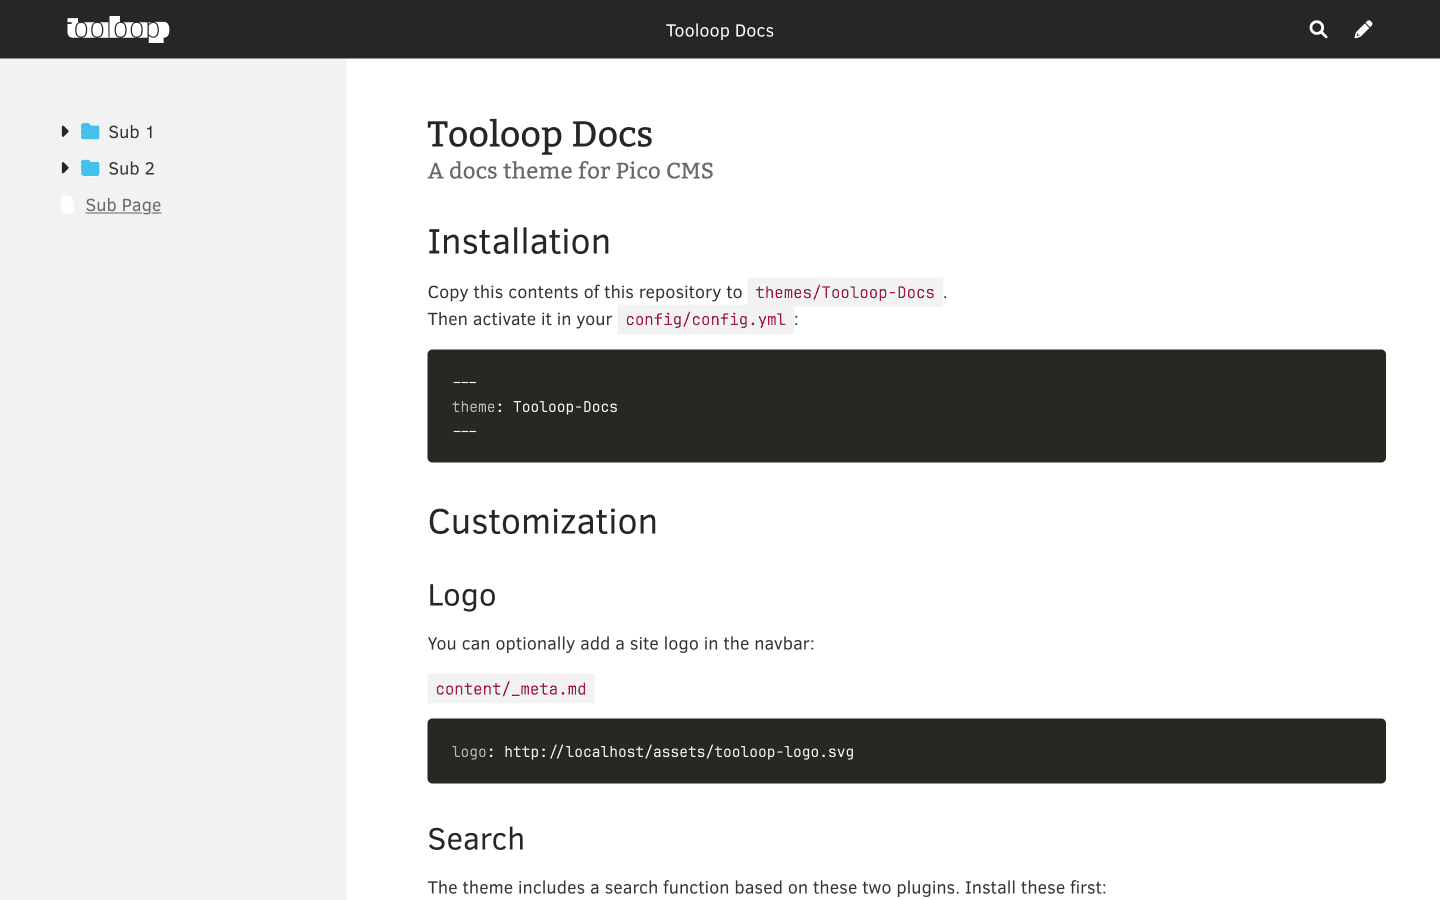 tooloop
Tooloop Docs
Sub 1
Sub 2
Sub Page
Tooloop Docs
A docs theme for Pico CMS
Installation
Copy this contents of this repository to themes/Tooloop-Docs.
Then activate it in your config/config.yml:
---
theme: Tooloop-Docs
---
Customization
Logo
You can optionally add a site logo in the navbar:
content/_meta.md
logo: http://localhost/assets/tooloop-logo.svg
Search
The theme includes a search function based on these two plugins. Install these first: